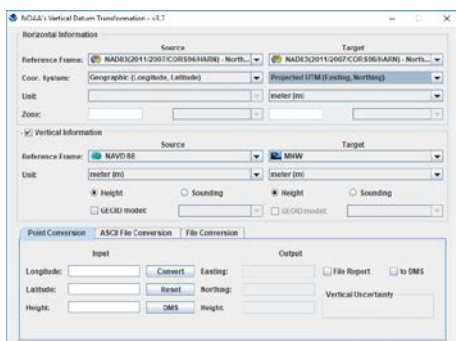 NOAA's Vertical Datum Transformation - v3.7
Horizontal Information
Source Target
Reference Frame: NAD83(2011/2007/CORS96/HARN) - North... NAD83(2011/2007/CORS96/HARN) - North...
Coor. System: Geographic (Longitude, Latitude) Projected UTM (Easting, Northing)
Unit: meter (m)
Zone:
Vertical Information
Source Target
Reference Frame: NAVD 88 MHW
Unit: meter (m) meter (m)
Height Sounding Height Sounding
GEOID model: GEOID model:
Point Conversion ASCII File Conversion File Conversion
Input Output
Longitude: Convert Easting: File Report to DMS
Latitude: Reset Northing: Vertical Uncertainty
Height: DMS Height: